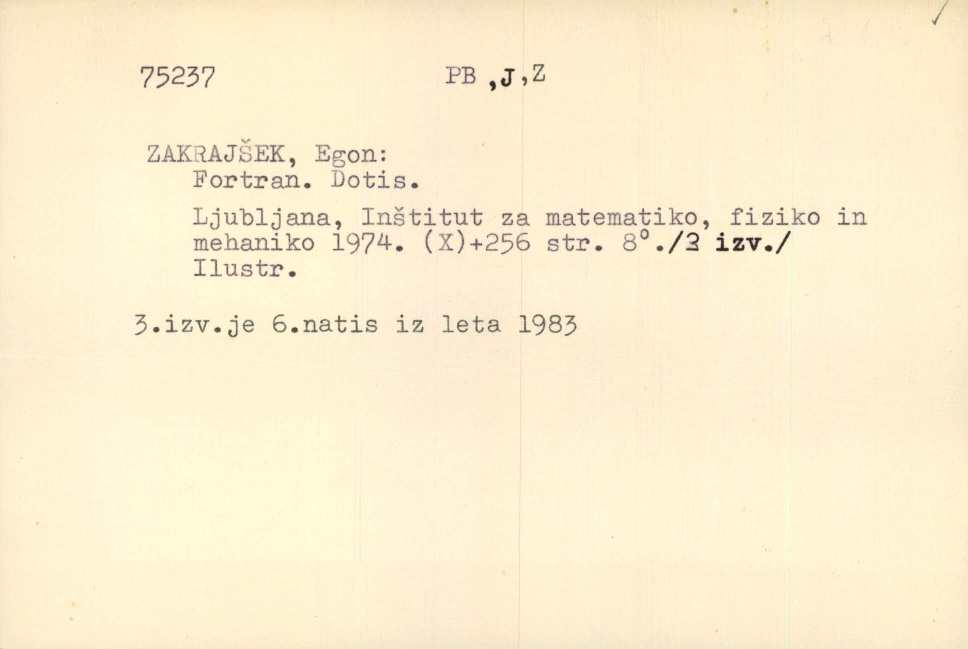 75237 PB ,J,Z
ZAKRAJŠEK, Egon:
Fortran. Dotis.
Ljubljana, Inštitut za matematiko, fiziko in
mehaniko 1974. (X)+256 str. 8°./3 izv./
Ilustr.
3.izv.je 6.natis iz leta 1983